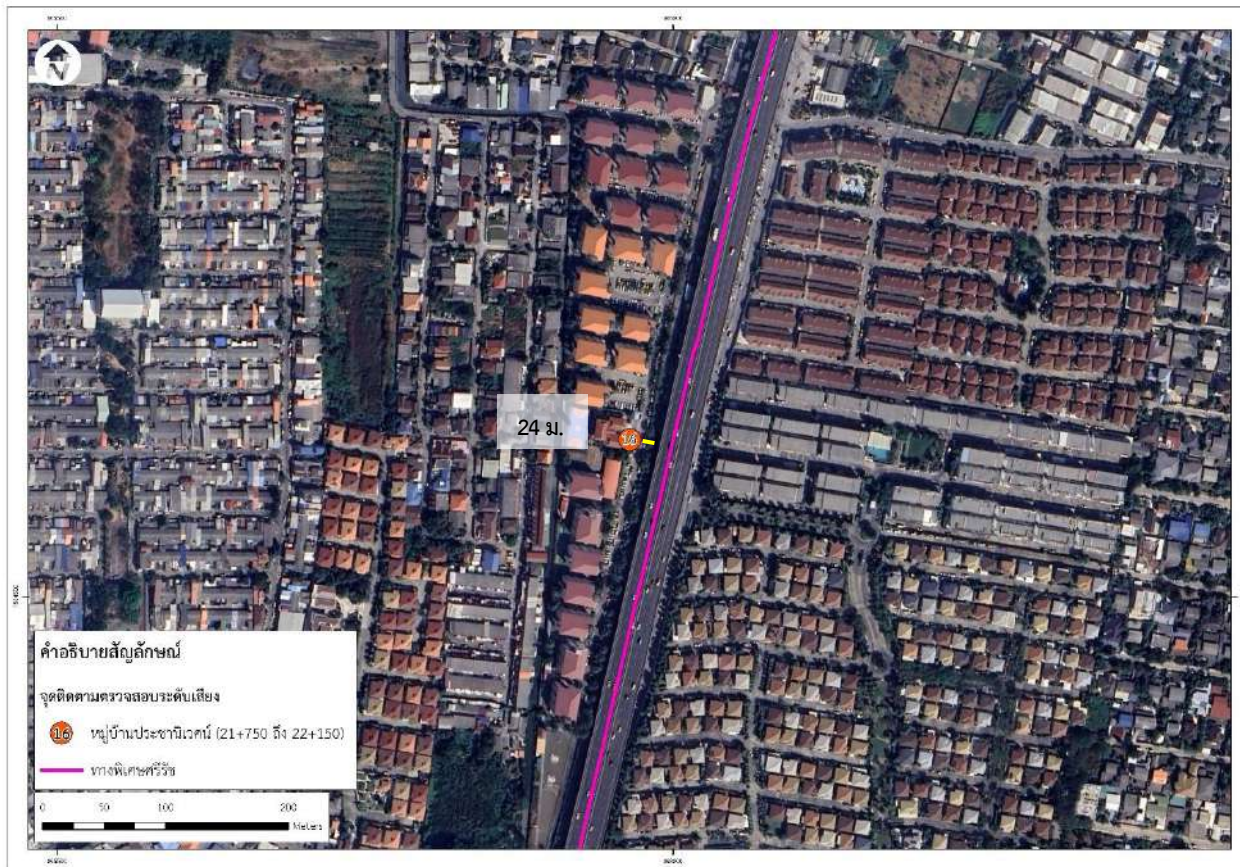 N
24 ม.
16
คำอธิบายสัญลักษณ์
จุดติดตามตรวจสอบระดับเสียง
16 หมู่บ้านประชานิเวศน์ (21+750 ถึง 22+150)
ทางพิเศษศรีรัช
0 50 100 200
Meters